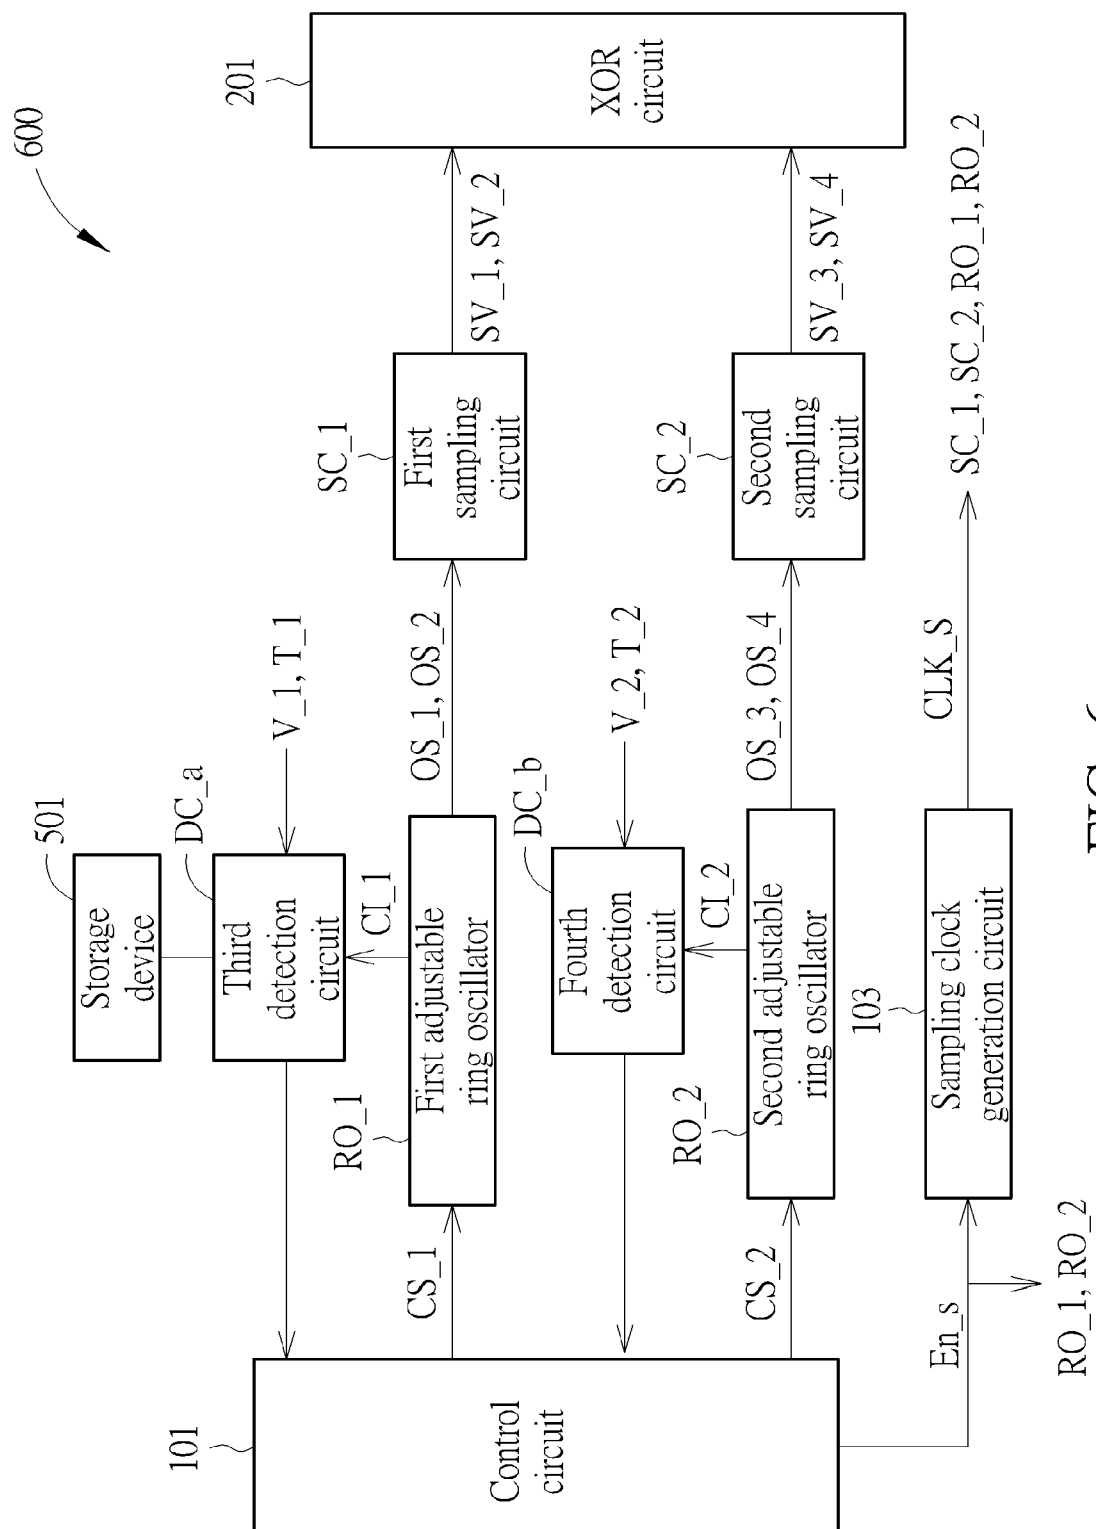 600
201
XOR
circuit
SV_1, SV_2
SV_3, SV_4
SC_1
First
sampling
circuit
SC_2
Second
sampling
circuit
SC_1, SC_2, RO_1, RO_2
501
Storage
device
DC_a
Third
detection
circuit
V_1, T_1
CI_1
RO_1
First adjustable
ring oscillator
OS_1, OS_2
DC_b
Fourth
detection
circuit
V_2, T_2
CI_2
RO_2
Second adjustable
ring oscillator
OS_3, OS_4
103
Sampling clock
generation circuit
CLK_S
101
Control
circuit
CS_1
CS_2
En_s
RO_1, RO_2